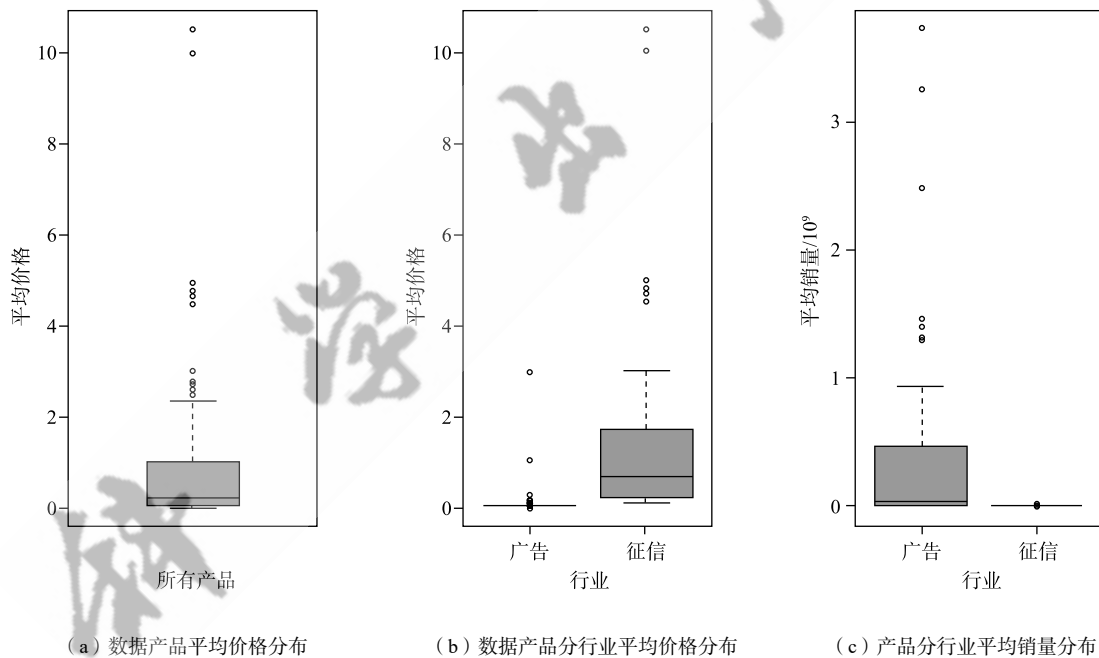 10
8
6
4
2
0
平均价格
所有产品
(a)数据产品平均价格分布
10
8
6
4
2
0
平均价格
广告
征信
行业
(b)数据产品分行业平均价格分布
3
2
1
0
平均销量/10⁹
广告
征信
行业
(c)产品分行业平均销量分布